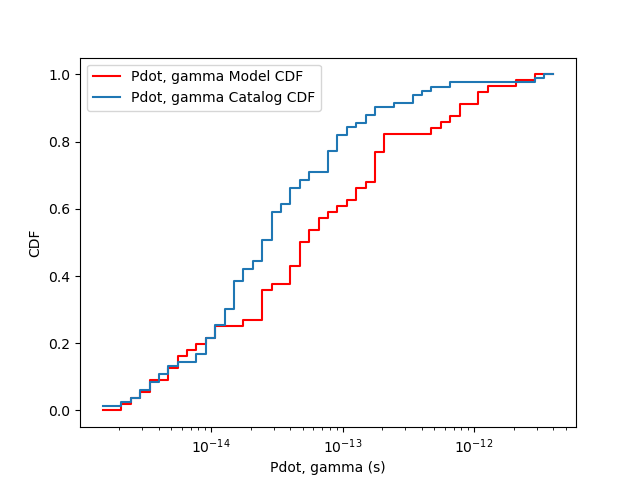 Pdot, gamma Model CDF
Pdot, gamma Catalog CDF
1.0
0.8
0.6
0.4
0.2
0.0
CDF
10⁻¹⁴ 10⁻¹³ 10⁻¹²
Pdot, gamma (s)